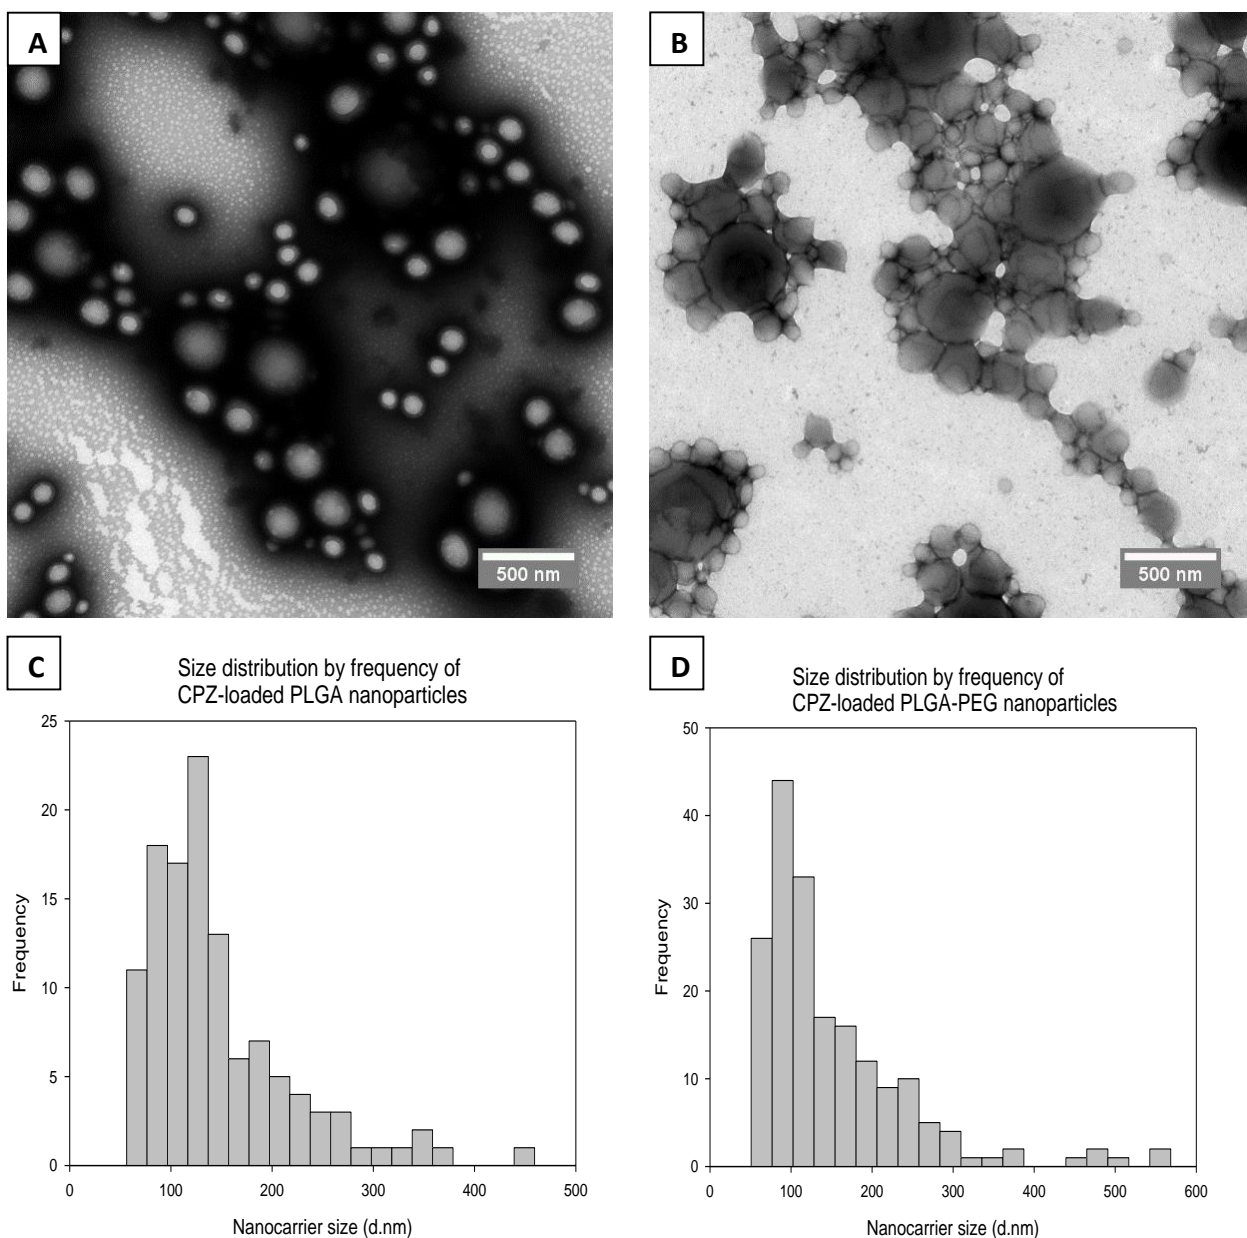 A
B
500 nm
500 nm
C
D
Size distribution by frequency of
CPZ-loaded PLGA nanoparticles
Size distribution by frequency of
CPZ-loaded PLGA-PEG nanoparticles
25
20
15
10
5
0
Frequency
0 100 200 300 400 500
Nanocarrier size (d.nm)
50
40
30
20
10
0
Frequency
0 100 200 300 400 500 600
Nanocarrier size (d.nm)